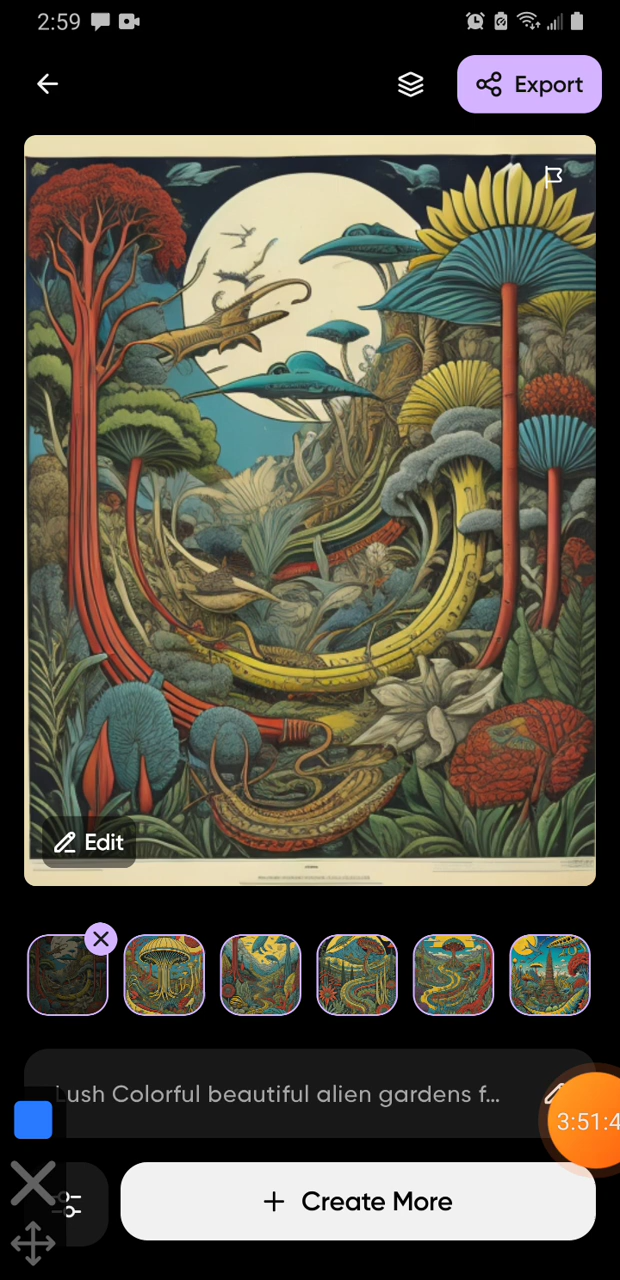 2:59
Export
Edit
Lush Colorful beautiful alien gardens f...
3:51:4
+ Create More